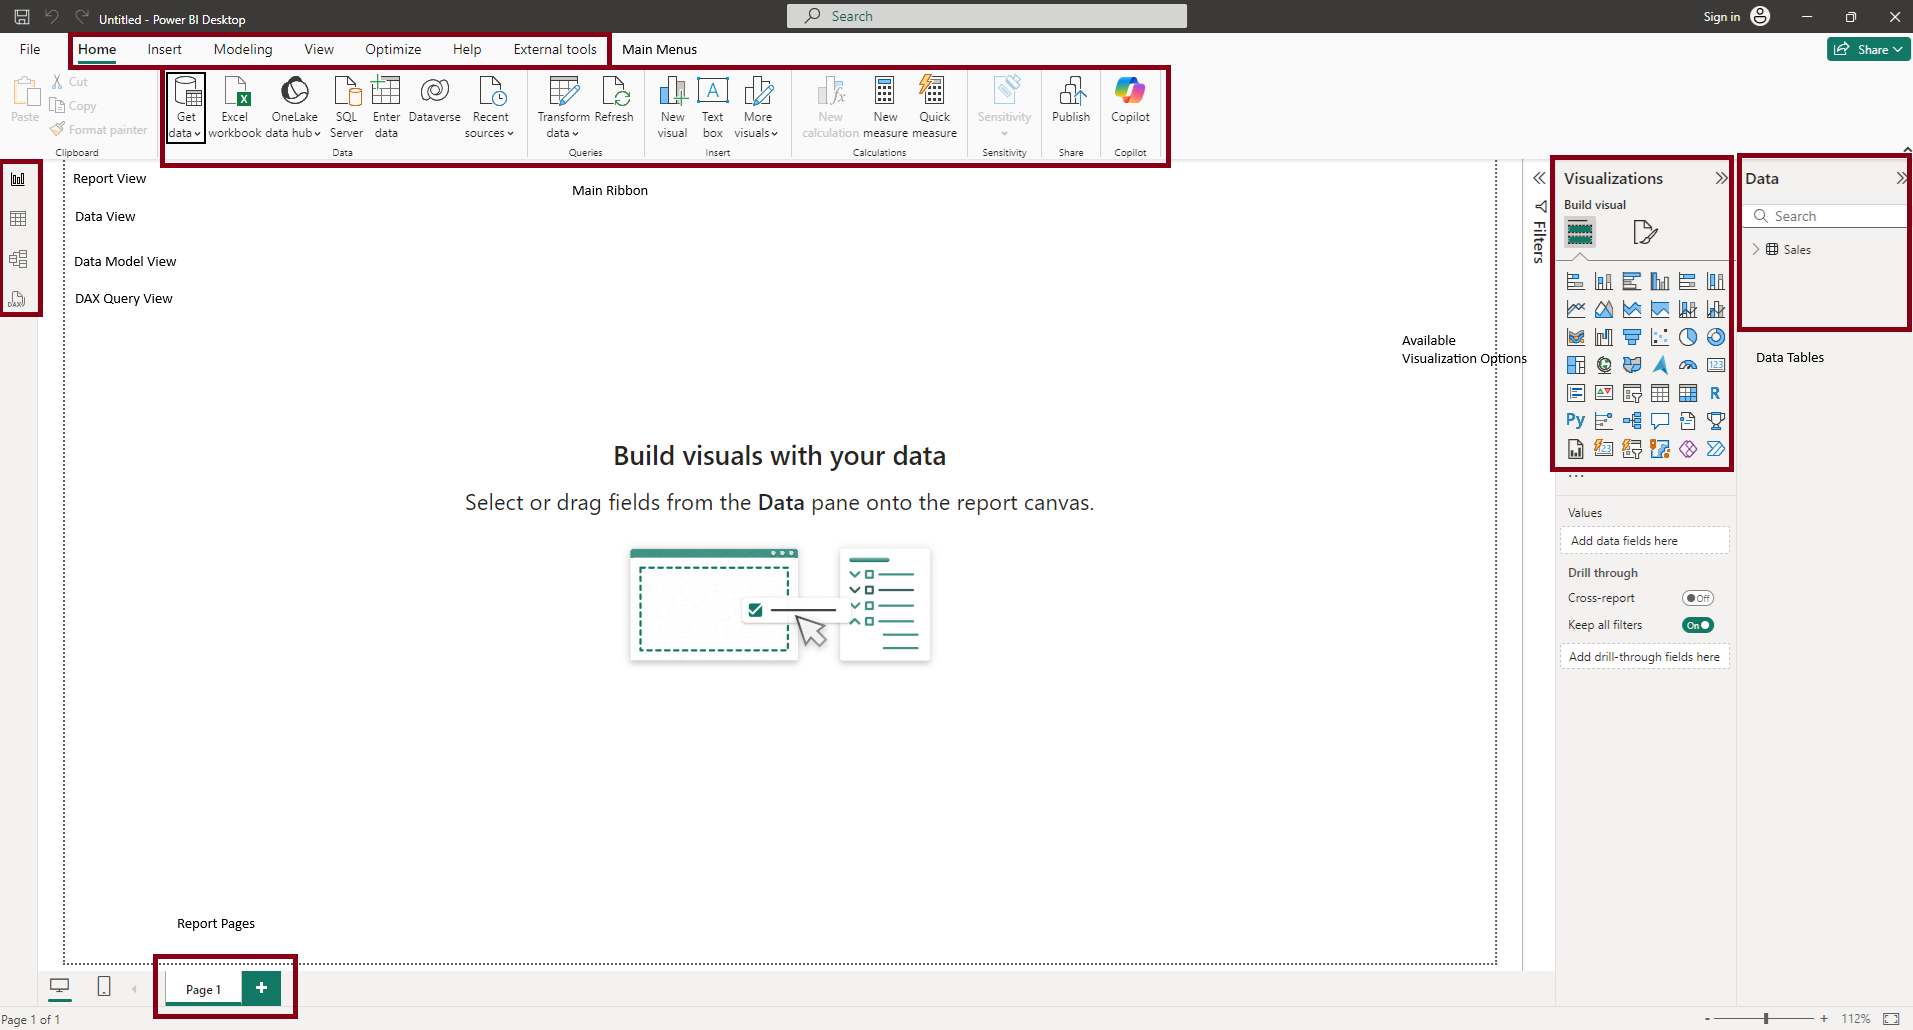 Untitled - Power BI Desktop
Search
Sign in
File
Home
Insert
Modeling
View
Optimize
Help
External tools
Main Menus
Share
Paste
Cut
Copy
Format painter
Clipboard
Get
data
Excel
workbook
OneLake
data hub
SQL
Server
Enter
data
Dataverse
Recent
sources
Data
Transform
data
Refresh
Queries
New
visual
Text
box
More
visuals
Insert
New
calculation
New
measure
Quick
measure
Calculations
Sensitivity
Sensitivity
Publish
Share
Copilot
Copilot
Main Ribbon
Report View
Data View
Data Model View
DAX Query View
DAX
Filters
Visualizations
Build visual
123
R
Py
123
Data
Search
Sales
Data Tables
Available
Visualization Options
Build visuals with your data
Select or drag fields from the Data pane onto the report canvas.
Values
Add data fields here
Drill through
Cross-report
Off
Keep all filters
On
Add drill-through fields here
Report Pages
Page 1
Page 1 of 1
- + 112%